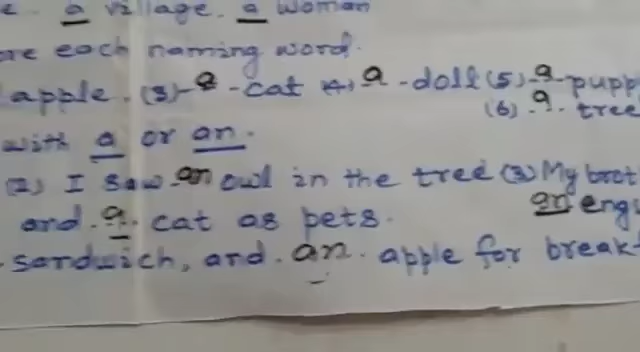 e. a village. a woman
ore each naming word.
apple. (3) a - cat (4) a - doll (5) a - pupp
(6) a. tree
with a or an.
(2) I saw an owl in the tree (3) My brot
and a cat as pets. an eng
sandwich, and. an. apple for break